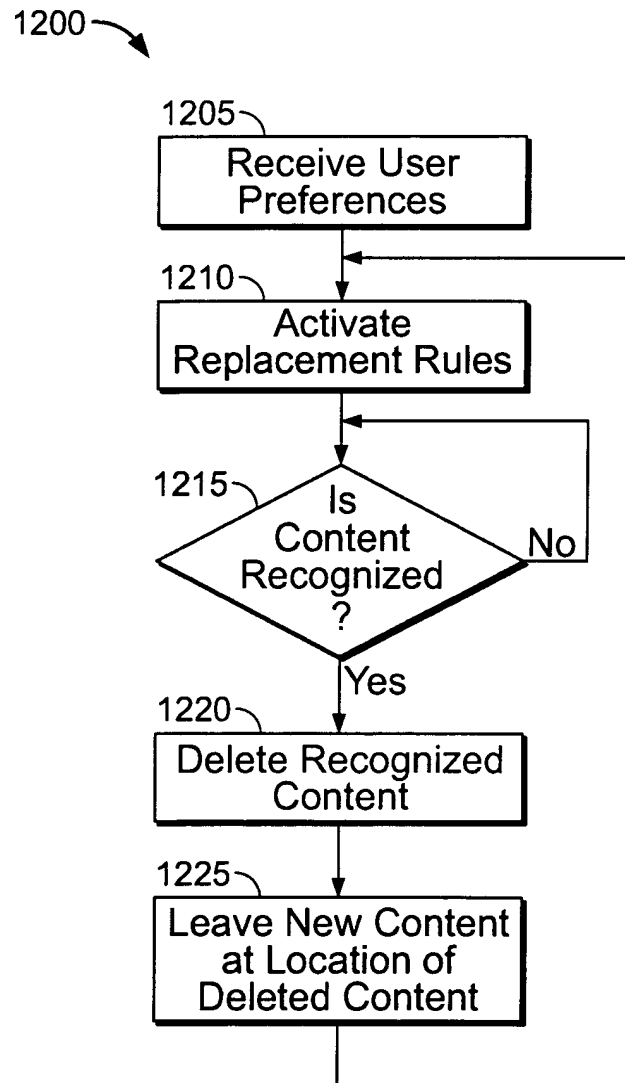 1200
1205
Receive User
Preferences
1210
Activate
Replacement Rules
1215
Is
Content
Recognized
?
No
Yes
1220
Delete Recognized
Content
1225
Leave New Content
at Location of
Deleted Content